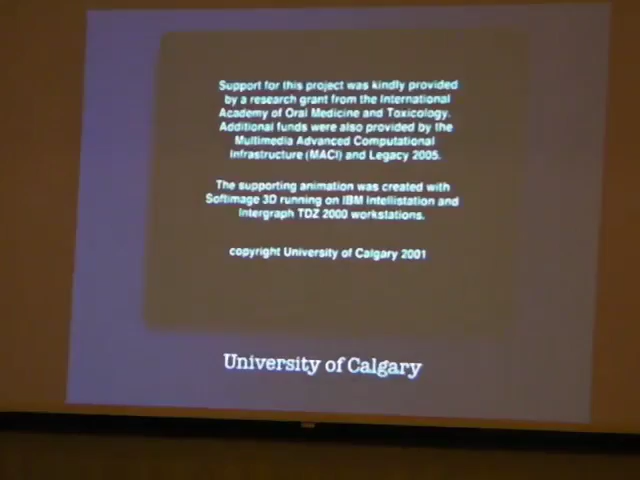 Support for this project was kindly provided
by a research grant from the International
Academy of Oral Medicine and Toxicology.
Additional funds were also provided by the
Multimedia Advanced Computational
Infrastructure (MACI) and Legacy 2005.
The supporting animation was created with
Softimage 3D running on IBM Intellistation and
Intergraph TDZ 2000 workstations.
copyright University of Calgary 2001
University of Calgary